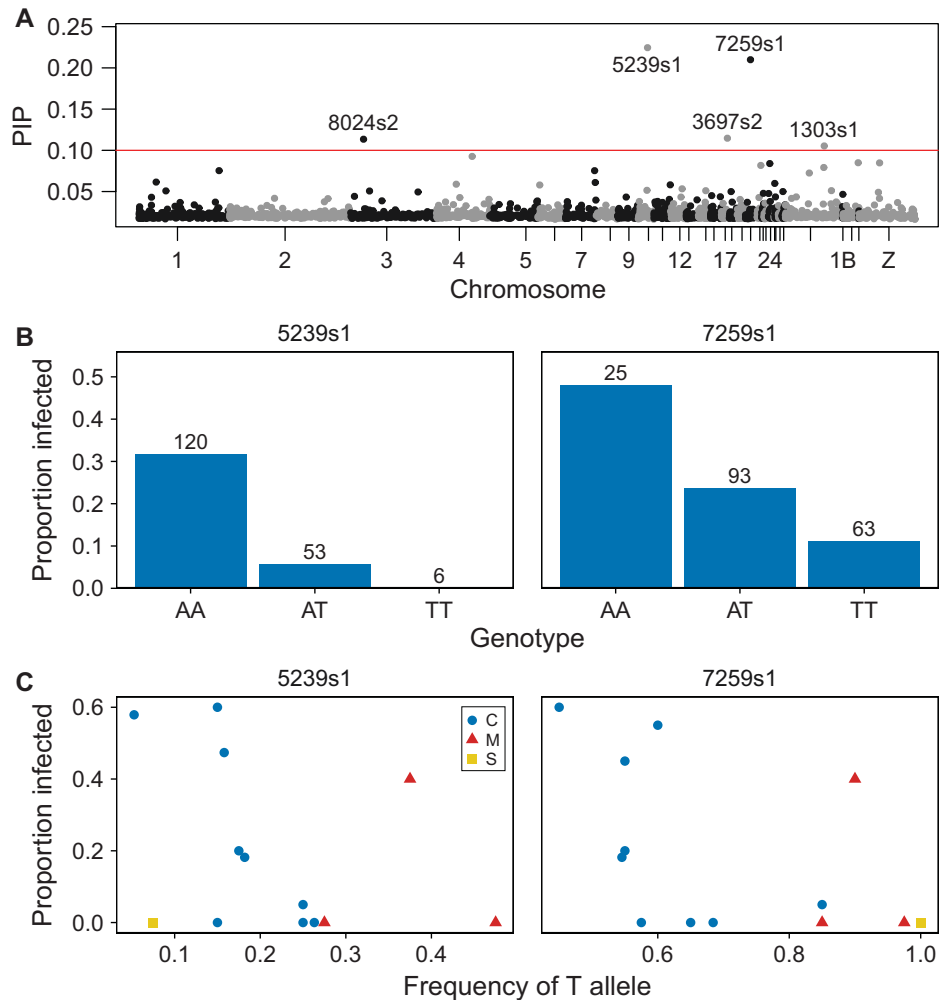 A
PIP
0.25
0.20
0.15
0.10
0.05
5239s1
7259s1
8024s2
3697s2
1303s1
1 2 3 4 5 7 9 12 17 24 1B Z
Chromosome
B
5239s1 7259s1
Proportion infected
0.5
0.4
0.3
0.2
0.1
0.0
120 53 6
25 93 63
AA AT TT AA AT TT
Genotype
C
5239s1 7259s1
Proportion infected
0.6
0.4
0.2
0.0
C
M
S
0.1 0.2 0.3 0.4 0.6 0.8 1.0
Frequency of T allele